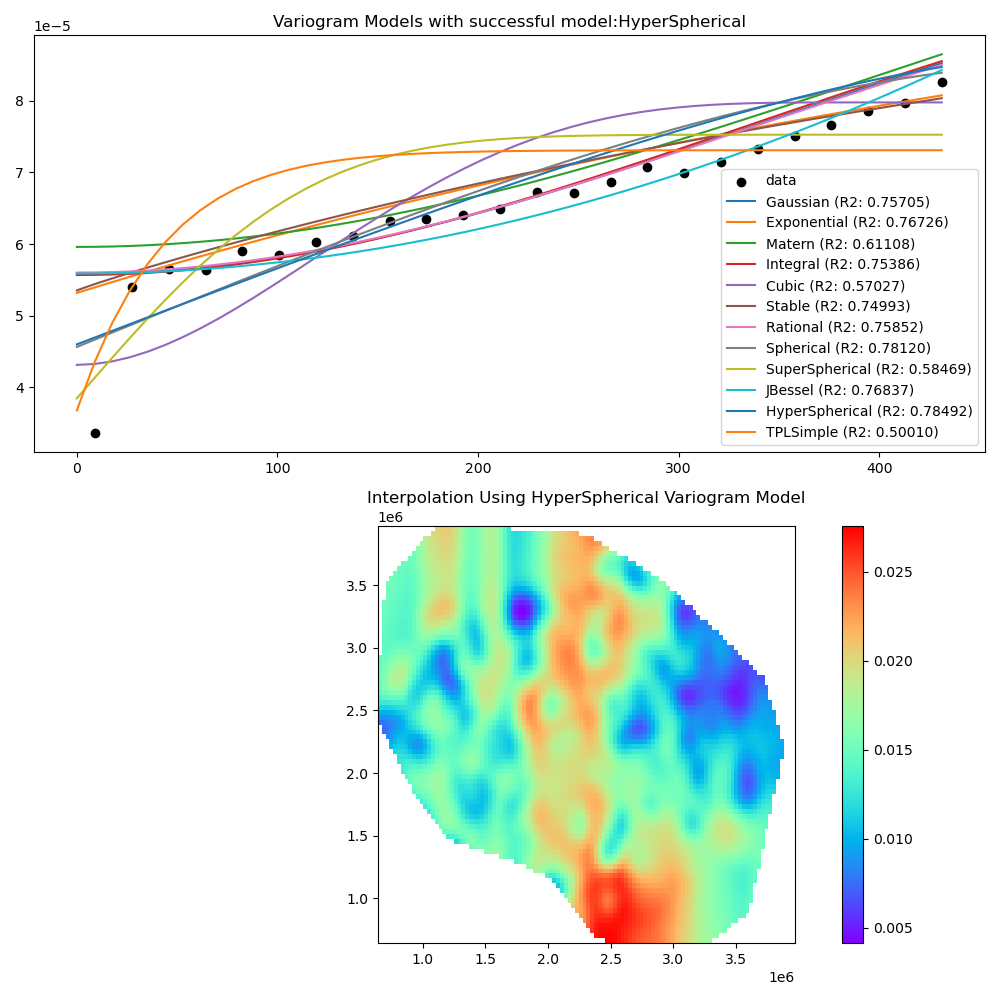 Variogram Models with successful model:HyperSpherical
1e−5
8
7
6
5
4
0 100 200 300 400
data
Gaussian (R2: 0.75705)
Exponential (R2: 0.76726)
Matern (R2: 0.61108)
Integral (R2: 0.75386)
Cubic (R2: 0.57027)
Stable (R2: 0.74993)
Rational (R2: 0.75852)
Spherical (R2: 0.78120)
SuperSpherical (R2: 0.58469)
JBessel (R2: 0.76837)
HyperSpherical (R2: 0.78492)
TPLSimple (R2: 0.50010)
Interpolation Using HyperSpherical Variogram Model
1e6
3.5
3.0
2.5
2.0
1.5
1.0
1.0 1.5 2.0 2.5 3.0 3.5
1e6
0.025
0.020
0.015
0.010
0.005